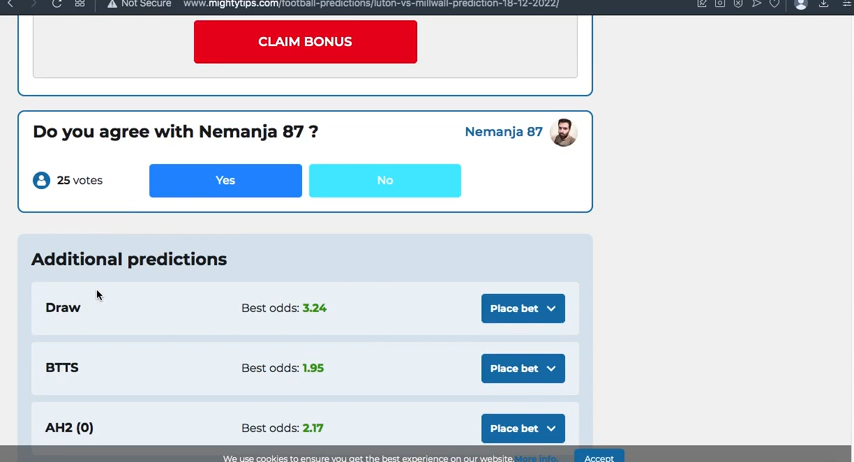 Not Secure www.mightytips.com/football-predictions/luton-vs-millwall-prediction-18-12-2022/
CLAIM BONUS
Do you agree with Nemanja 87 ?
Nemanja 87
25 votes
Yes
No
Additional predictions
Draw Best odds: 3.24 Place bet
BTTS Best odds: 1.95 Place bet
AH2 (0) Best odds: 2.17 Place bet
We use cookies to ensure you get the best experience on our website. More info. Accept